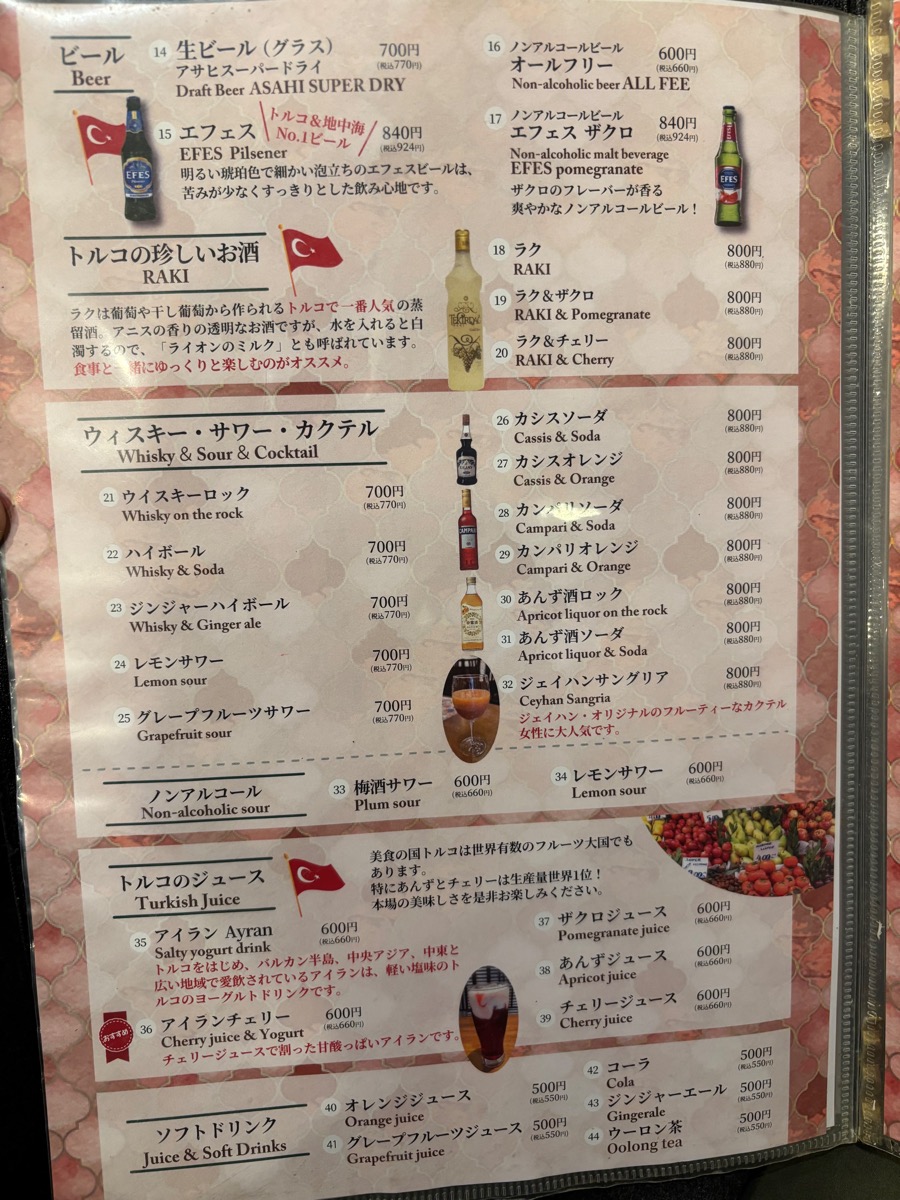 ビール
Beer
14 生ビール（グラス） 700円
アサヒスーパードライ (税込770円)
Draft Beer ASAHI SUPER DRY
15 エフェス 840円
トルコ＆地中海
No.1ビール
EFES Pilsener (税込924円)
明るい琥珀色で細かい泡立ちのエフェスビールは、
苦みが少なくすっきりとした飲み心地です。
EFES
16 ノンアルコールビール
オールフリー 600円
(税込660円)
Non-alcoholic beer ALL FEE
17 ノンアルコールビール
エフェス ザクロ 840円
(税込924円)
Non-alcoholic malt beverage
EFES pomegranate
ザクロのフレーバーが香る
爽やかなノンアルコールビール！
EFES
トルコの珍しいお酒
RAKI
ラクは葡萄や干し葡萄から作られるトルコで一番人気の蒸
留酒。アニスの香りの透明なお酒ですが、水を入れると白
濁するので、「ライオンのミルク」とも呼ばれています。
食事と一緒にゆっくりと楽しむのがオススメ。
18 ラク 800円
RAKI (税込880円)
19 ラク＆ザクロ 800円
RAKI & Pomegranate (税込880円)
20 ラク＆チェリー 800円
RAKI & Cherry (税込880円)
ウィスキー・サワー・カクテル
Whisky & Sour & Cocktail
21 ウイスキーロック 700円
Whisky on the rock (税込770円)
22 ハイボール 700円
Whisky & Soda (税込770円)
23 ジンジャーハイボール 700円
Whisky & Ginger ale (税込770円)
24 レモンサワー 700円
Lemon sour (税込770円)
25 グレープフルーツサワー 700円
Grapefruit sour (税込770円)
CAMPARI
26 カシスソーダ 800円
Cassis & Soda (税込880円)
27 カシスオレンジ 800円
Cassis & Orange (税込880円)
28 カンパリソーダ 800円
Campari & Soda (税込880円)
29 カンパリオレンジ 800円
Campari & Orange (税込880円)
30 あんず酒ロック 800円
Apricot liquor on the rock (税込880円)
31 あんず酒ソーダ 800円
Apricot liquor & Soda (税込880円)
32 ジェイハンサングリア 800円
Ceyhan Sangria (税込880円)
ジェイハン・オリジナルのフルーティーなカクテル
女性に大人気です。
ノンアルコール
Non-alcoholic sour
33 梅酒サワー 600円
Plum sour (税込660円)
34 レモンサワー 600円
Lemon sour (税込660円)
トルコのジュース
Turkish Juice
美食の国トルコは世界有数のフルーツ大国でも
あります。
特にあんずとチェリーは生産量世界1位！
本場の美味しさを是非お楽しみください。
35 アイラン Ayran 600円
Salty yogurt drink (税込660円)
トルコをはじめ、バルカン半島、中央アジア、中東と
広い地域で愛飲されているアイランは、軽い塩味のト
ルコのヨーグルトドリンクです。
おすすめ
36 アイランチェリー 600円
Cherry juice & Yogurt (税込660円)
チェリージュースで割った甘酸っぱいアイランです。
37 ザクロジュース 600円
Pomegranate juice (税込660円)
38 あんずジュース 600円
Apricot juice (税込660円)
39 チェリージュース 600円
Cherry juice (税込660円)
ソフトドリンク
Juice & Soft Drinks
40 オレンジジュース 500円
Orange juice (税込550円)
41 グレープフルーツジュース 500円
Grapefruit juice (税込550円)
42 コーラ 500円
Cola (税込550円)
43 ジンジャーエール 500円
Gingerale (税込550円)
44 ウーロン茶 500円
Oolong tea (税込550円)